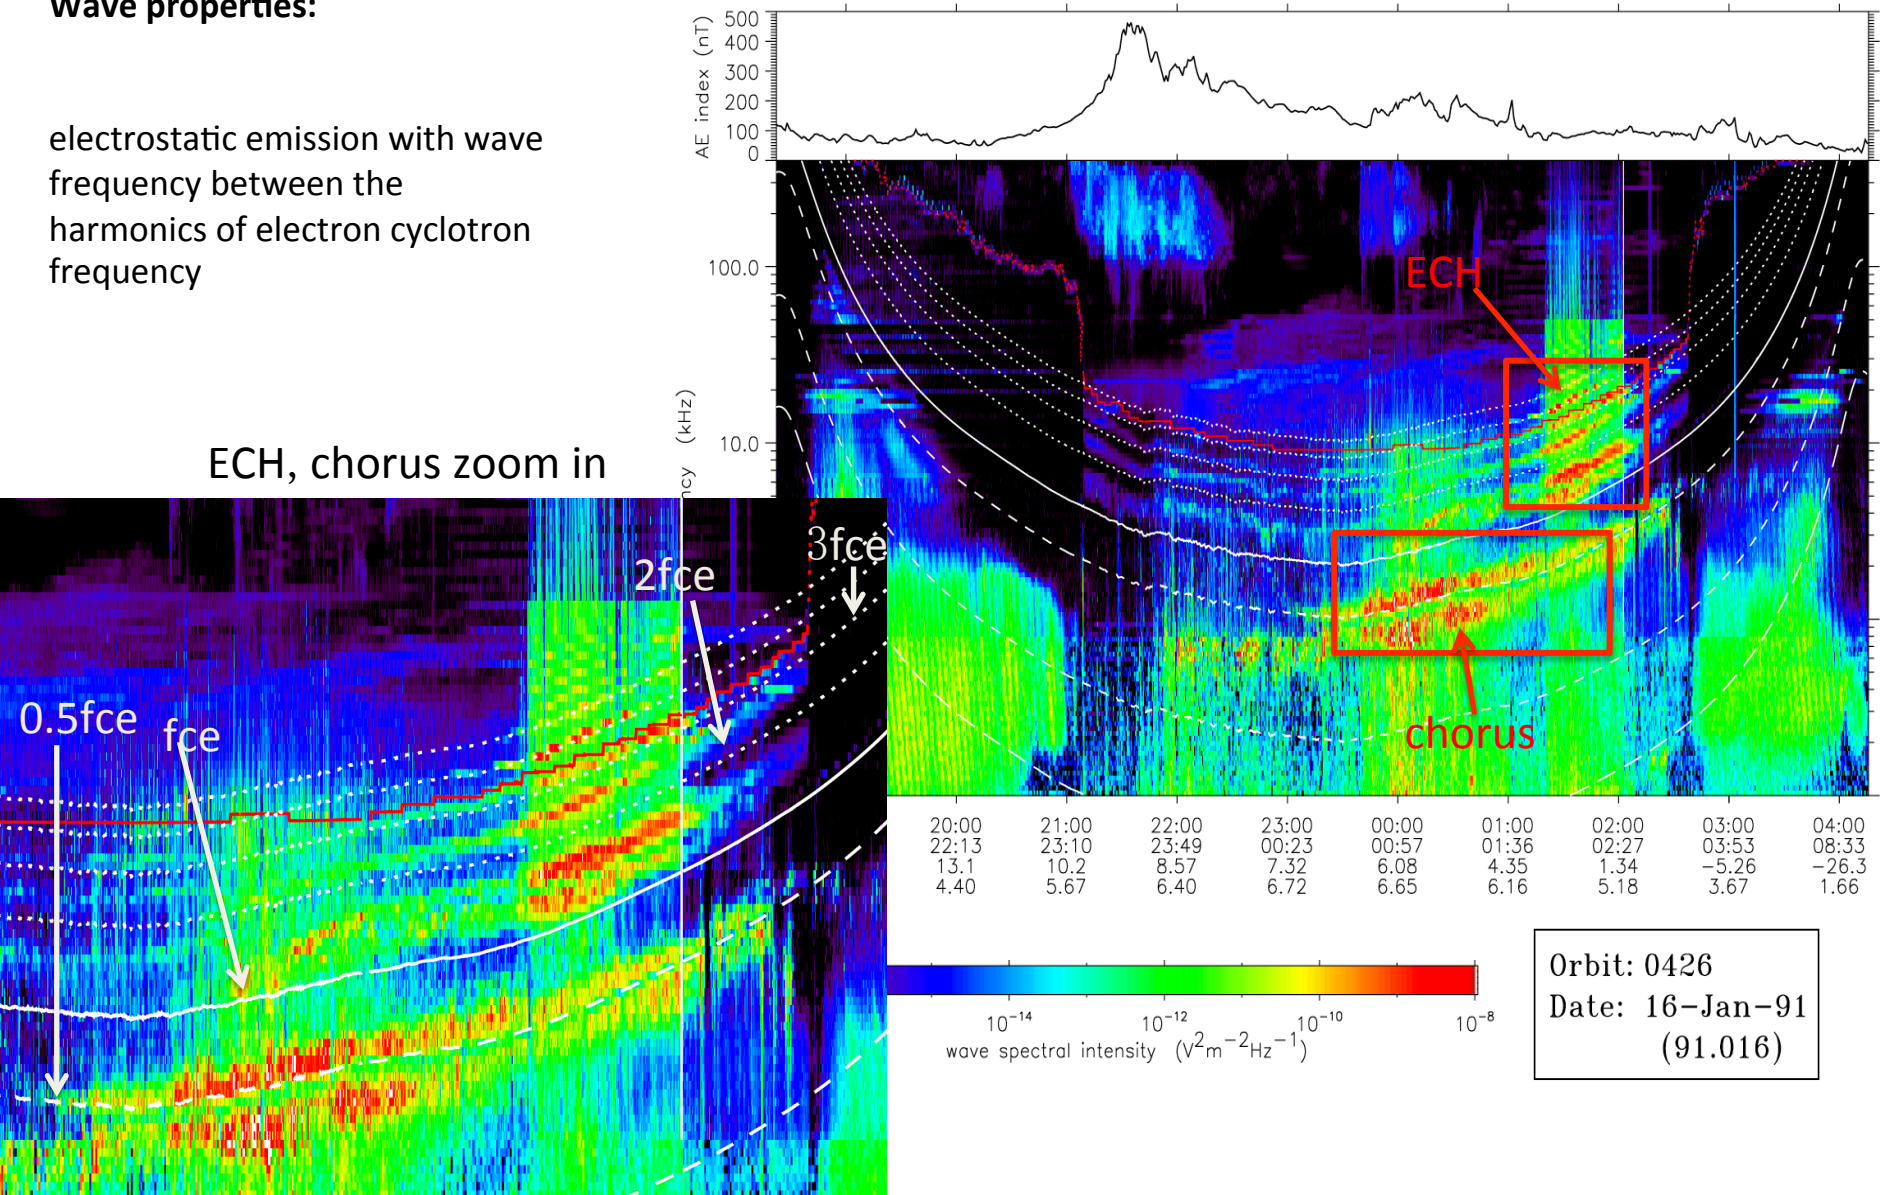 Wave properties:
electrostatic emission with wave
frequency between the
harmonics of electron cyclotron
frequency
ECH, chorus zoom in
0.5fce
fce
2fce
3fce
AE index (nT)
500
400
300
200
100
0
(kHz)
100.0
10.0
ECH
chorus
20:00 21:00 22:00 23:00 00:00 01:00 02:00 03:00 04:00
22:13 23:10 23:49 00:23 00:57 01:36 02:27 03:53 08:33
13.1 10.2 8.57 7.32 6.08 4.35 1.34 −5.26 −26.3
4.40 5.67 6.40 6.72 6.65 6.16 5.18 3.67 1.66
10⁻¹⁴ 10⁻¹² 10⁻¹⁰ 10⁻⁸
wave spectral intensity (V²m⁻²Hz⁻¹)
Orbit: 0426
Date: 16−Jan−91
(91.016)